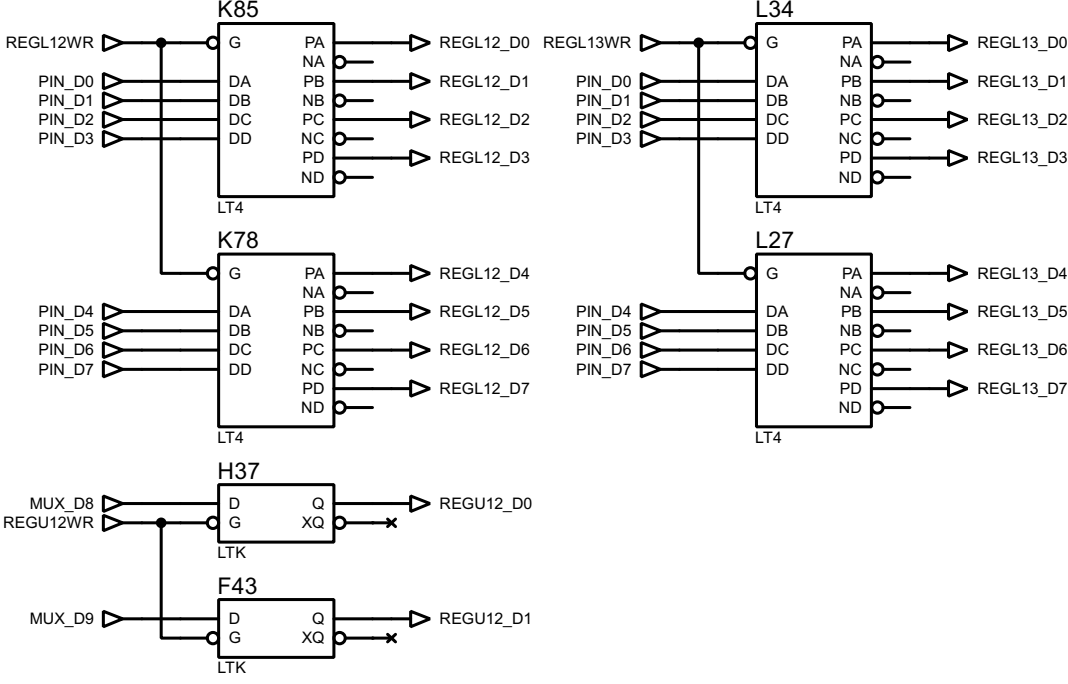 K85
REGL12WR G PA REGL12_D0
NA
PIN_D0 DA PB REGL12_D1
PIN_D1 DB NB
PIN_D2 DC PC REGL12_D2
PIN_D3 DD NC
PD REGL12_D3
ND
LT4
L34
REGL13WR G PA REGL13_D0
NA
PIN_D0 DA PB REGL13_D1
PIN_D1 DB NB
PIN_D2 DC PC REGL13_D2
PIN_D3 DD NC
PD REGL13_D3
ND
LT4
K78
G PA REGL12_D4
NA
PIN_D4 DA PB REGL12_D5
PIN_D5 DB NB
PIN_D6 DC PC REGL12_D6
PIN_D7 DD NC
PD REGL12_D7
ND
LT4
L27
G PA REGL13_D4
NA
PIN_D4 DA PB REGL13_D5
PIN_D5 DB NB
PIN_D6 DC PC REGL13_D6
PIN_D7 DD NC
PD REGL13_D7
ND
LT4
H37
MUX_D8 D Q REGU12_D0
REGU12WR G XQ
LTK
F43
MUX_D9 D Q REGU12_D1
G XQ
LTK